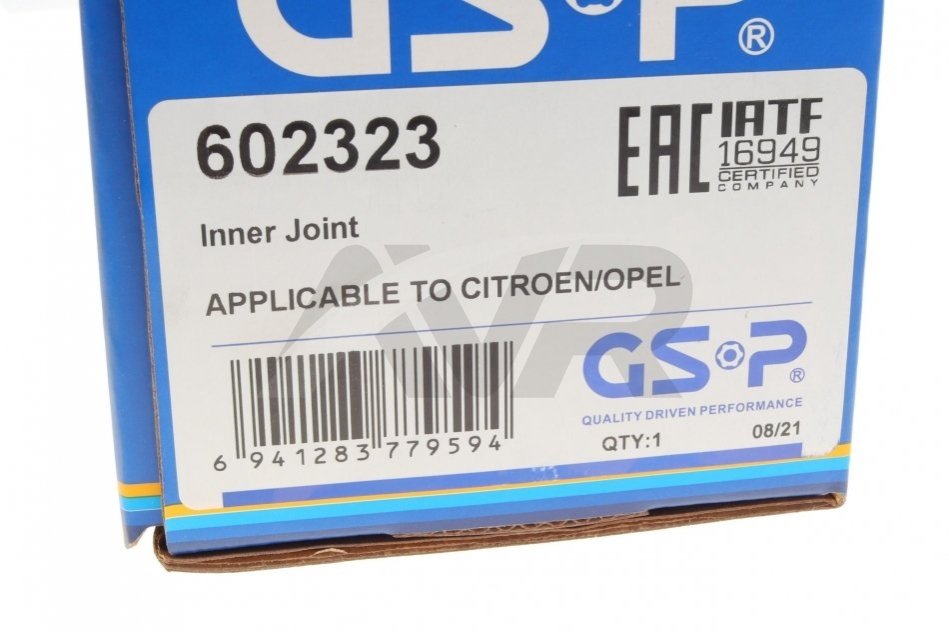 GS·P®
602323
EAC
IATF
16949
CERTIFIED
COMPANY
Inner Joint
APPLICABLE TO CITROEN/OPEL
AVR
6 941283 779594
GS·P®
QUALITY DRIVEN PERFORMANCE
QTY:1 08/21